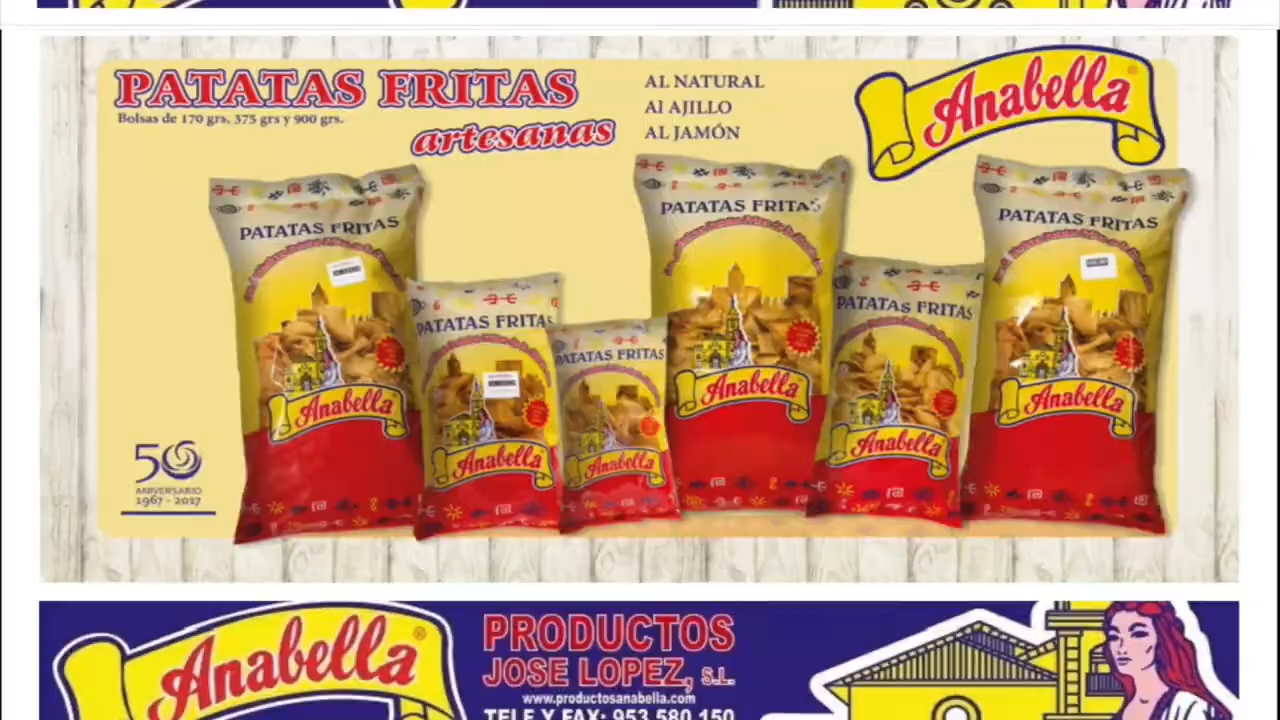 PATATAS FRITAS
Bolsas de 170 grs, 375 grs y 900 grs.
artesanas
AL NATURAL
Al AJILLO
AL JAMÓN
Anabella®
PATATAS FRITAS
Anabella
PATATAS FRITAS
Anabella
PATATAS FRITAS
Anabella
PATATAS FRITAS
Anabella
PATATAS FRITAS
Anabella
PATATAS FRITAS
Anabella
50
ANIVERSARIO
1967 - 2017
Anabella®
PRODUCTOS
JOSE LOPEZ, S.L.
www.productosanabella.com
TELF Y FAX: 953 580 150